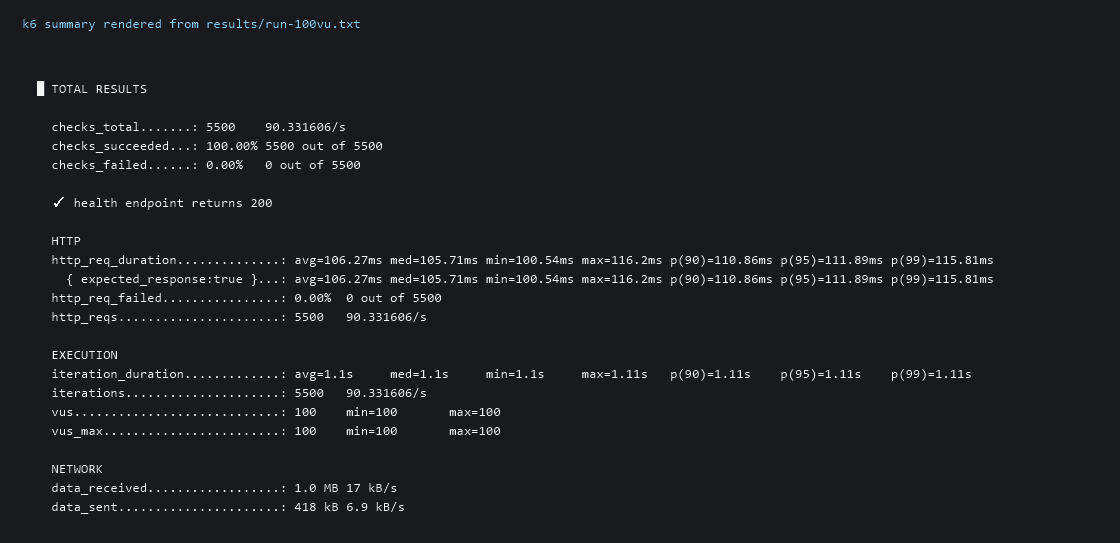 k6 summary rendered from results/run-100vu.txt
█ TOTAL RESULTS
checks_total.......: 5500    90.331606/s
checks_succeeded...: 100.00% 5500 out of 5500
checks_failed......: 0.00%   0 out of 5500
✓ health endpoint returns 200
HTTP
http_req_duration..............: avg=106.27ms med=105.71ms min=100.54ms max=116.2ms p(90)=110.86ms p(95)=111.89ms p(99)=115.81ms
{ expected_response:true }...: avg=106.27ms med=105.71ms min=100.54ms max=116.2ms p(90)=110.86ms p(95)=111.89ms p(99)=115.81ms
http_req_failed................: 0.00%  0 out of 5500
http_reqs......................: 5500   90.331606/s
EXECUTION
iteration_duration.............: avg=1.1s     med=1.1s     min=1.1s     max=1.11s   p(90)=1.11s    p(95)=1.11s    p(99)=1.11s
iterations.....................: 5500   90.331606/s
vus............................: 100    min=100       max=100
vus_max........................: 100    min=100       max=100
NETWORK
data_received..................: 1.0 MB 17 kB/s
data_sent......................: 418 kB 6.9 kB/s